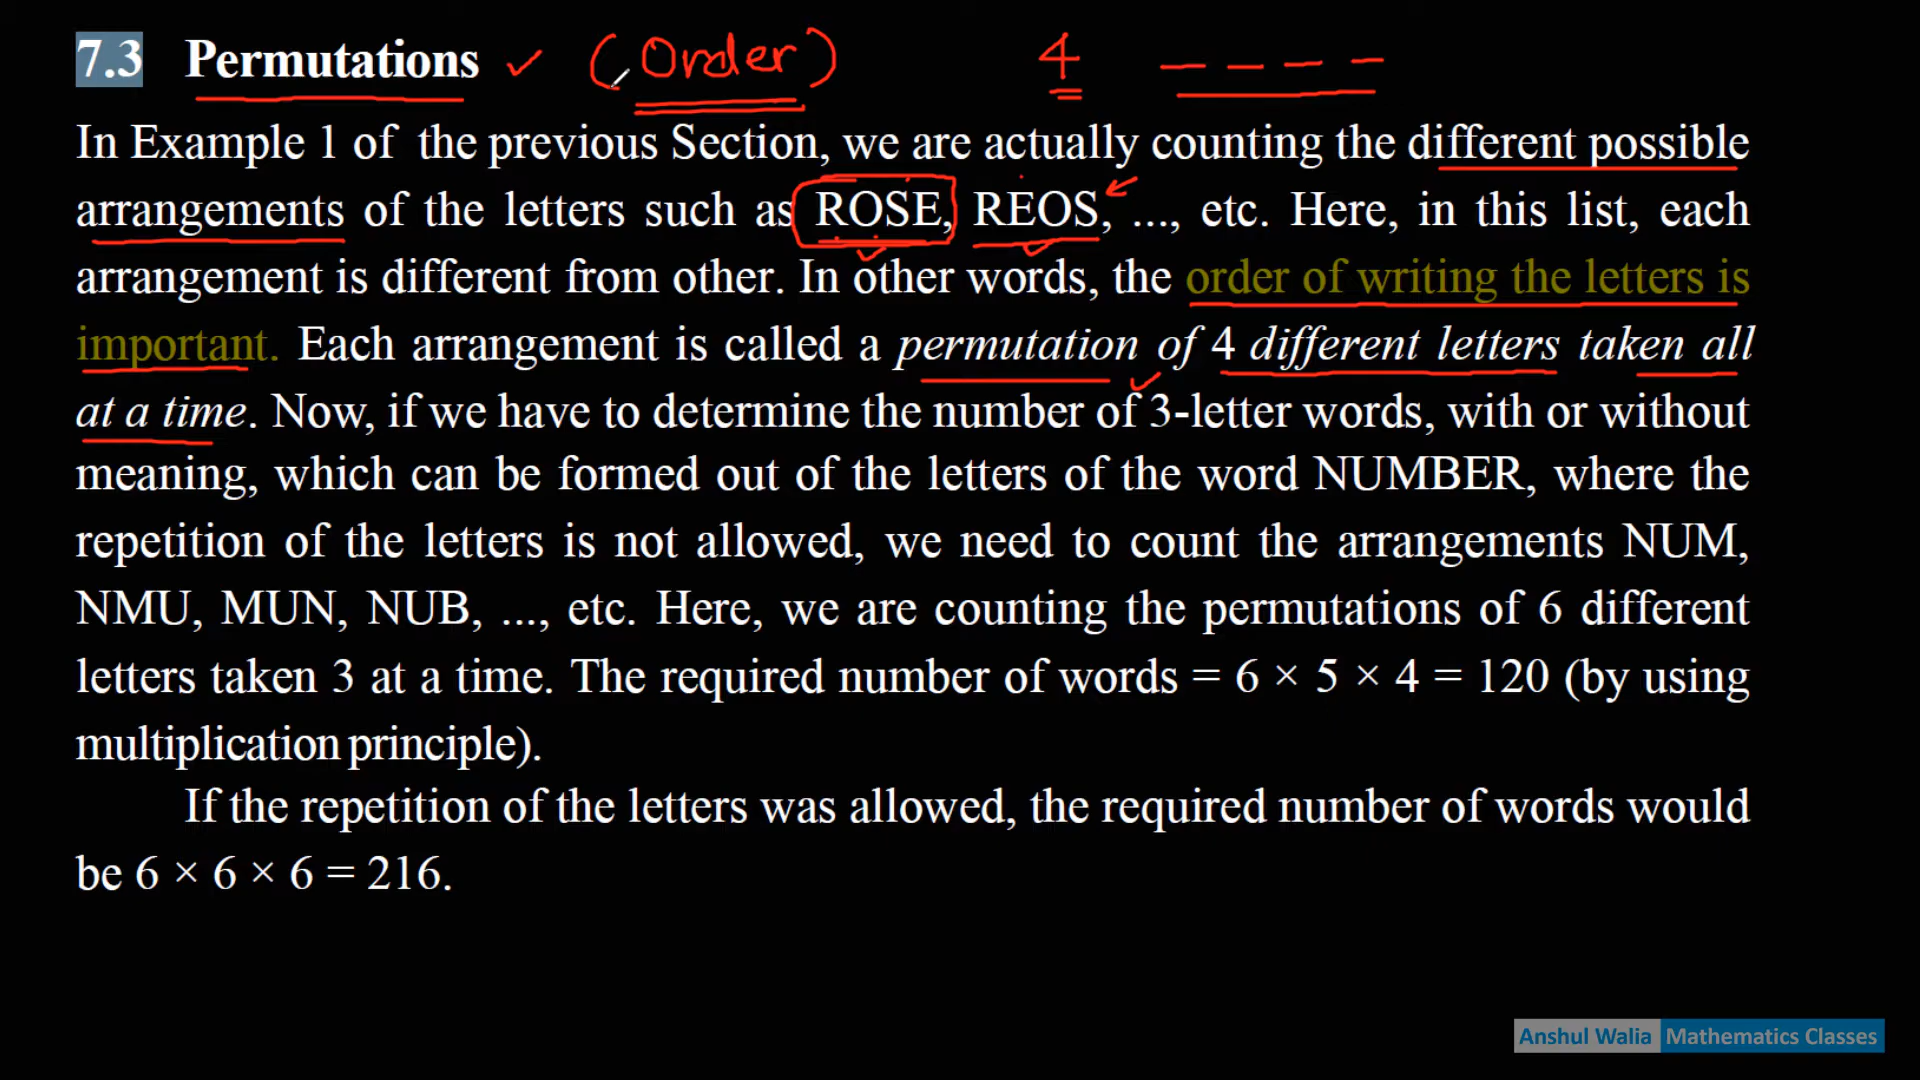 7.3 Permutations (Order) 4
In Example 1 of the previous Section, we are actually counting the different possible
arrangements of the letters such as ROSE, REOS, ..., etc. Here, in this list, each
arrangement is different from other. In other words, the order of writing the letters is
important. Each arrangement is called a permutation of 4 different letters taken all
at a time. Now, if we have to determine the number of 3-letter words, with or without
meaning, which can be formed out of the letters of the word NUMBER, where the
repetition of the letters is not allowed, we need to count the arrangements NUM,
NMU, MUN, NUB, ..., etc. Here, we are counting the permutations of 6 different
letters taken 3 at a time. The required number of words = 6 × 5 × 4 = 120 (by using
multiplication principle).
If the repetition of the letters was allowed, the required number of words would
be 6 × 6 × 6 = 216.
Anshul Walia Mathematics Classes